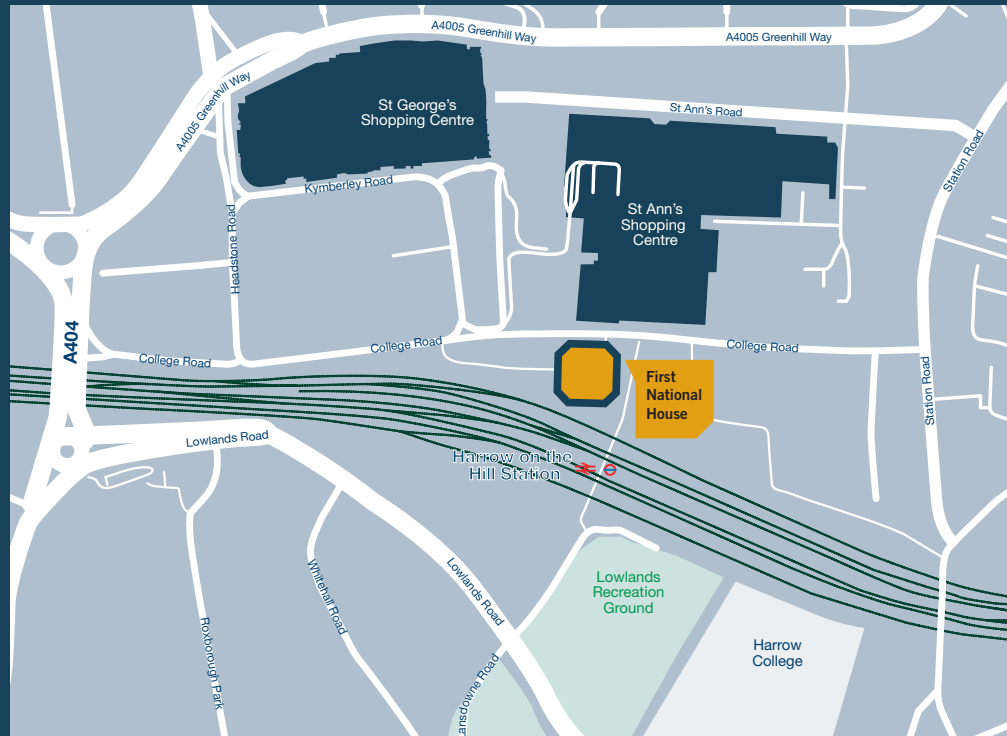 A4005 Greenhill Way
A4005 Greenhill Way
A4005 Greenhill Way
St George's
Shopping Centre
St Ann's Road
Station Road
Kymberley Road
Headstone Road
St Ann's
Shopping
Centre
A404
College Road
College Road
College Road
First
National
House
Station Road
Lowlands Road
Harrow on the
Hill Station
Lowlands Road
Whitehall Road
Roxborough Park
Lowlands
Recreation
Ground
Harrow
College
Lansdowne Road